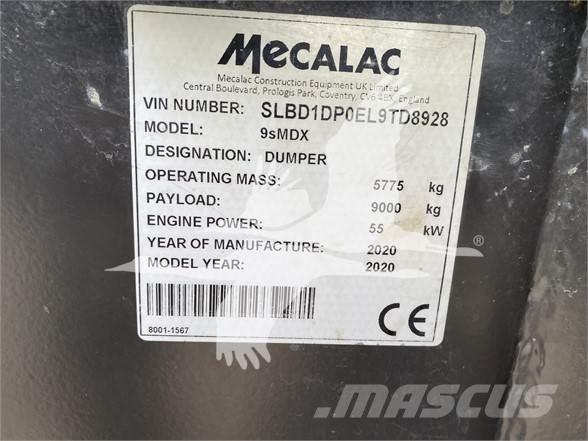 MECALAC
Mecalac Construction Equipment UK Limited
Central Boulevard, Prologis Park, Coventry, CV6 4BX, England
VIN NUMBER: SLBD1DP0EL9TD8928
MODEL: 9sMDX
DESIGNATION: DUMPER
OPERATING MASS: 5775 kg
PAYLOAD: 9000 kg
ENGINE POWER: 55 kW
YEAR OF MANUFACTURE: 2020
MODEL YEAR: 2020
®
8001-1567
CE
MASCUS